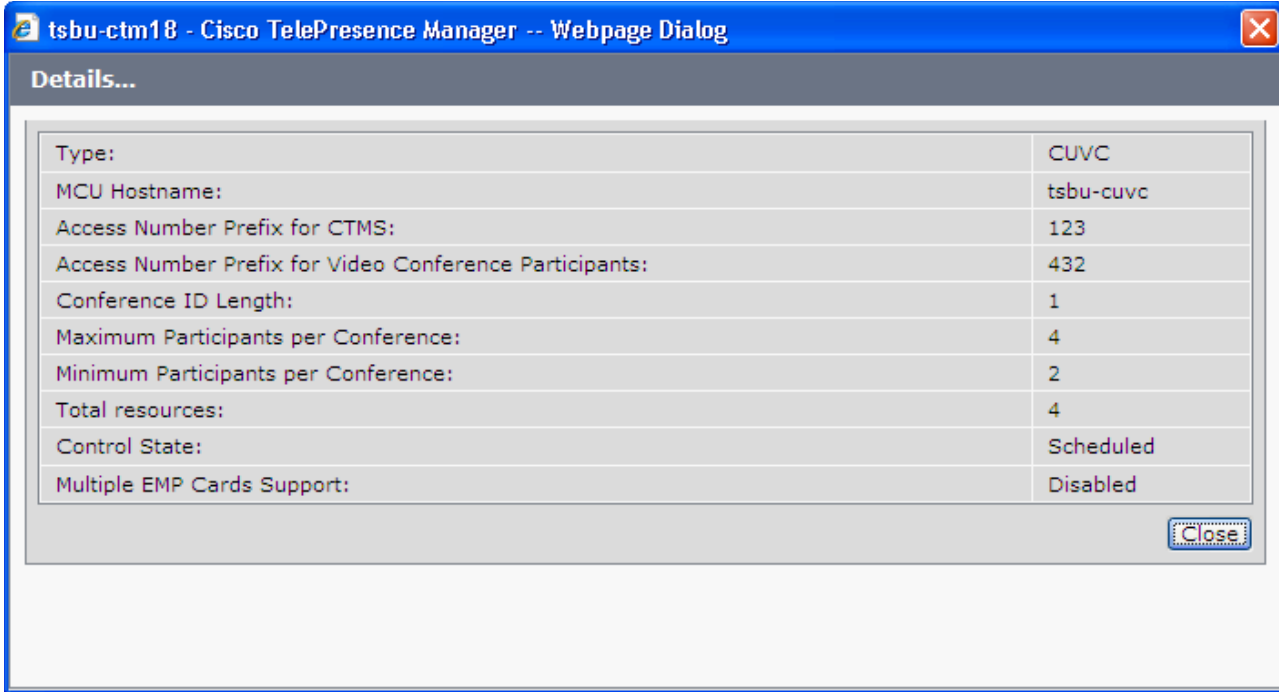 tsbu-ctm18 - Cisco TelePresence Manager -- Webpage Dialog
Details...
Type: CUVC
MCU Hostname: tsbu-cuvc
Access Number Prefix for CTMS: 123
Access Number Prefix for Video Conference Participants: 432
Conference ID Length: 1
Maximum Participants per Conference: 4
Minimum Participants per Conference: 2
Total resources: 4
Control State: Scheduled
Multiple EMP Cards Support: Disabled
Close